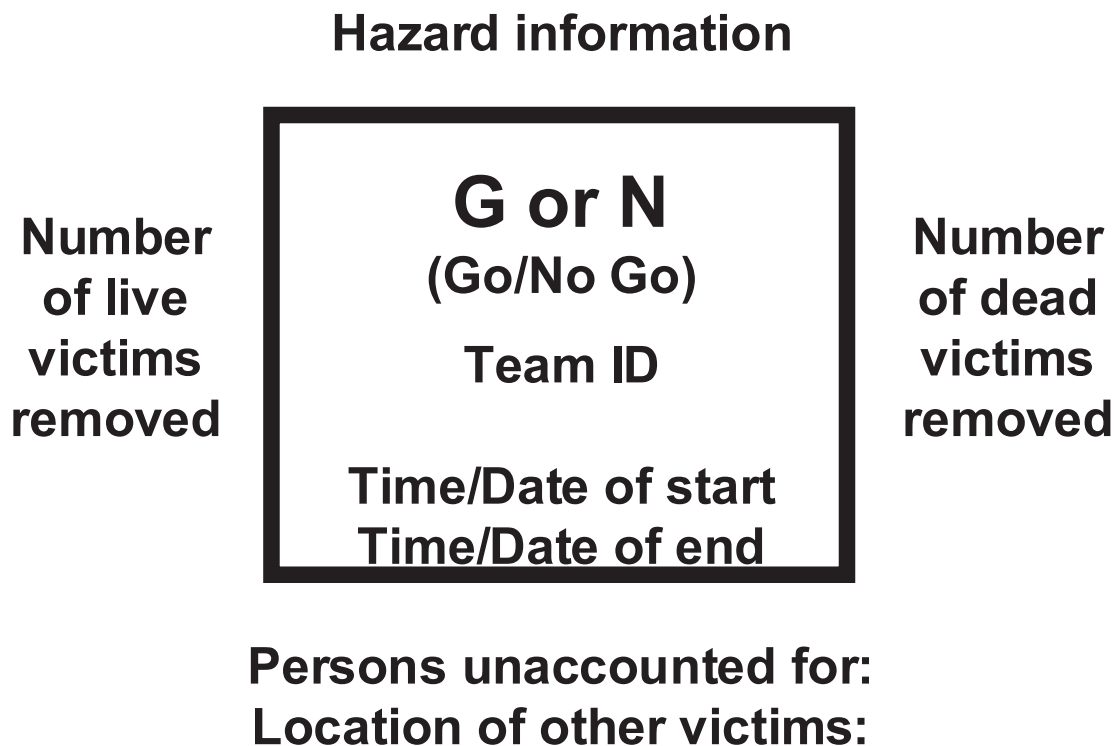 Hazard information
G or N
(Go/No Go)
Team ID
Time/Date of start
Time/Date of end
Number
of live
victims
removed
Number
of dead
victims
removed
Persons unaccounted for:
Location of other victims: